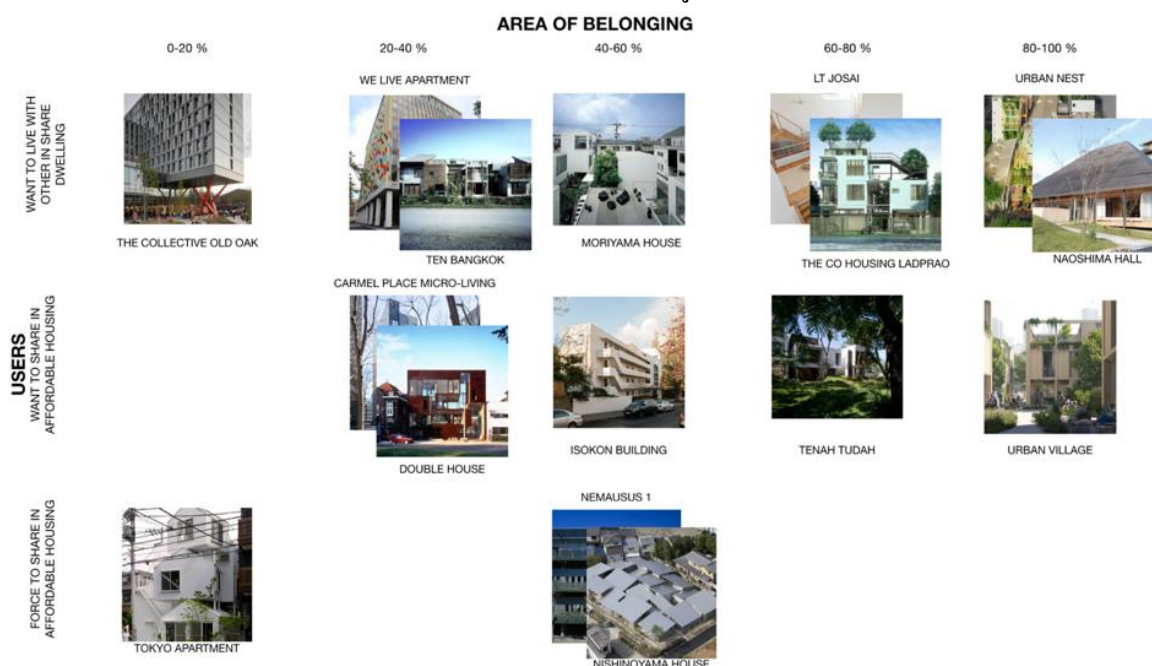 AREA OF BELONGING
0-20 %
20-40 %
40-60 %
60-80 %
80-100 %
USERS
WANT TO LIVE WITH
OTHER IN SHARE
DWELLING
WE LIVE APARTMENT
LT JOSAI
URBAN NEST
THE COLLECTIVE OLD OAK
TEN BANGKOK
MORIYAMA HOUSE
THE CO HOUSING LADPRAO
NAOSHIMA HALL
WANT TO SHARE IN
AFFORDABLE HOUSING
CARMEL PLACE MICRO-LIVING
DOUBLE HOUSE
ISOKON BUILDING
TENAH TUDAH
URBAN VILLAGE
FORCE TO SHARE IN
AFFORDABLE HOUSING
NEMAUSUS 1
TOKYO APARTMENT
NISHINOYAMA HOUSE